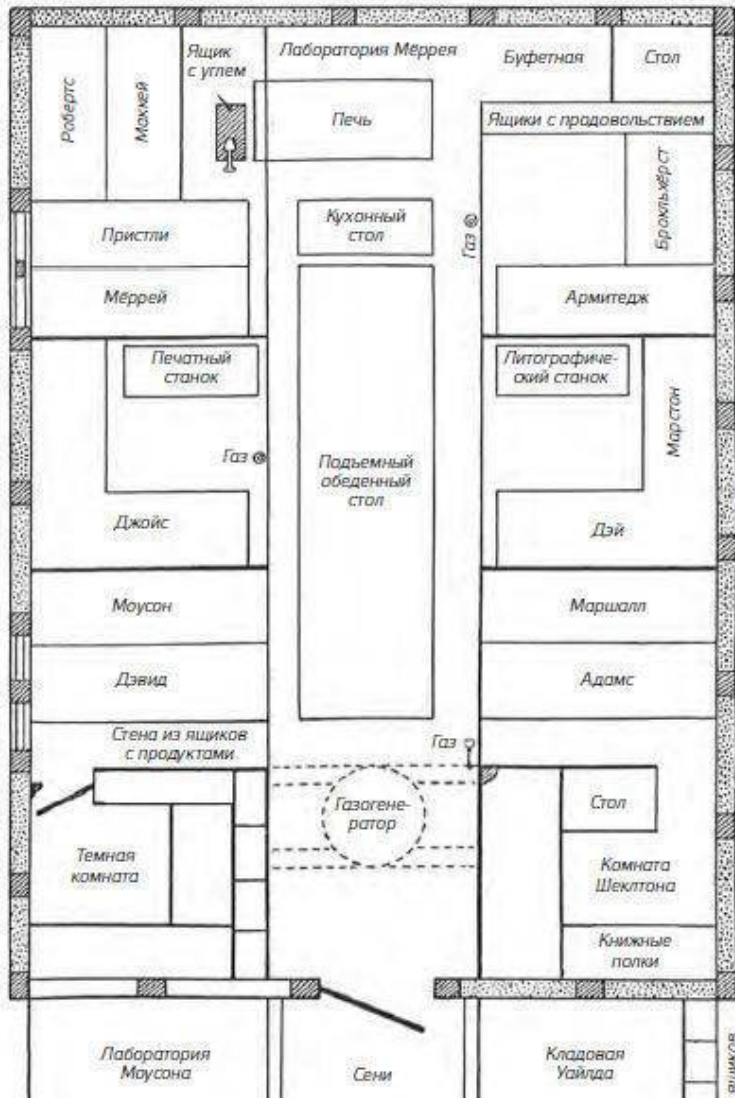 Ящик
с углем
Лаборатория Мёррея
Буфетная
Стол
Робертс
Маккей
Печь
Ящики с продовольствием
Пристли
Кухонный
стол
Газ
Брокльхёрст
Мёррей
Армитедж
Печатный
станок
Литографиче-
ский станок
Марстон
Газ
Подъемный
обеденный
стол
Джойс
Дэй
Моусон
Маршалл
Дэвид
Адамс
Стена из ящиков
с продуктами
Газ
Газогене-
ратор
Стол
Темная
комната
Комната
Шеклтона
Книжные
полки
Лаборатория
Моусона
Сени
Кладовая
Уайлда
ящиков